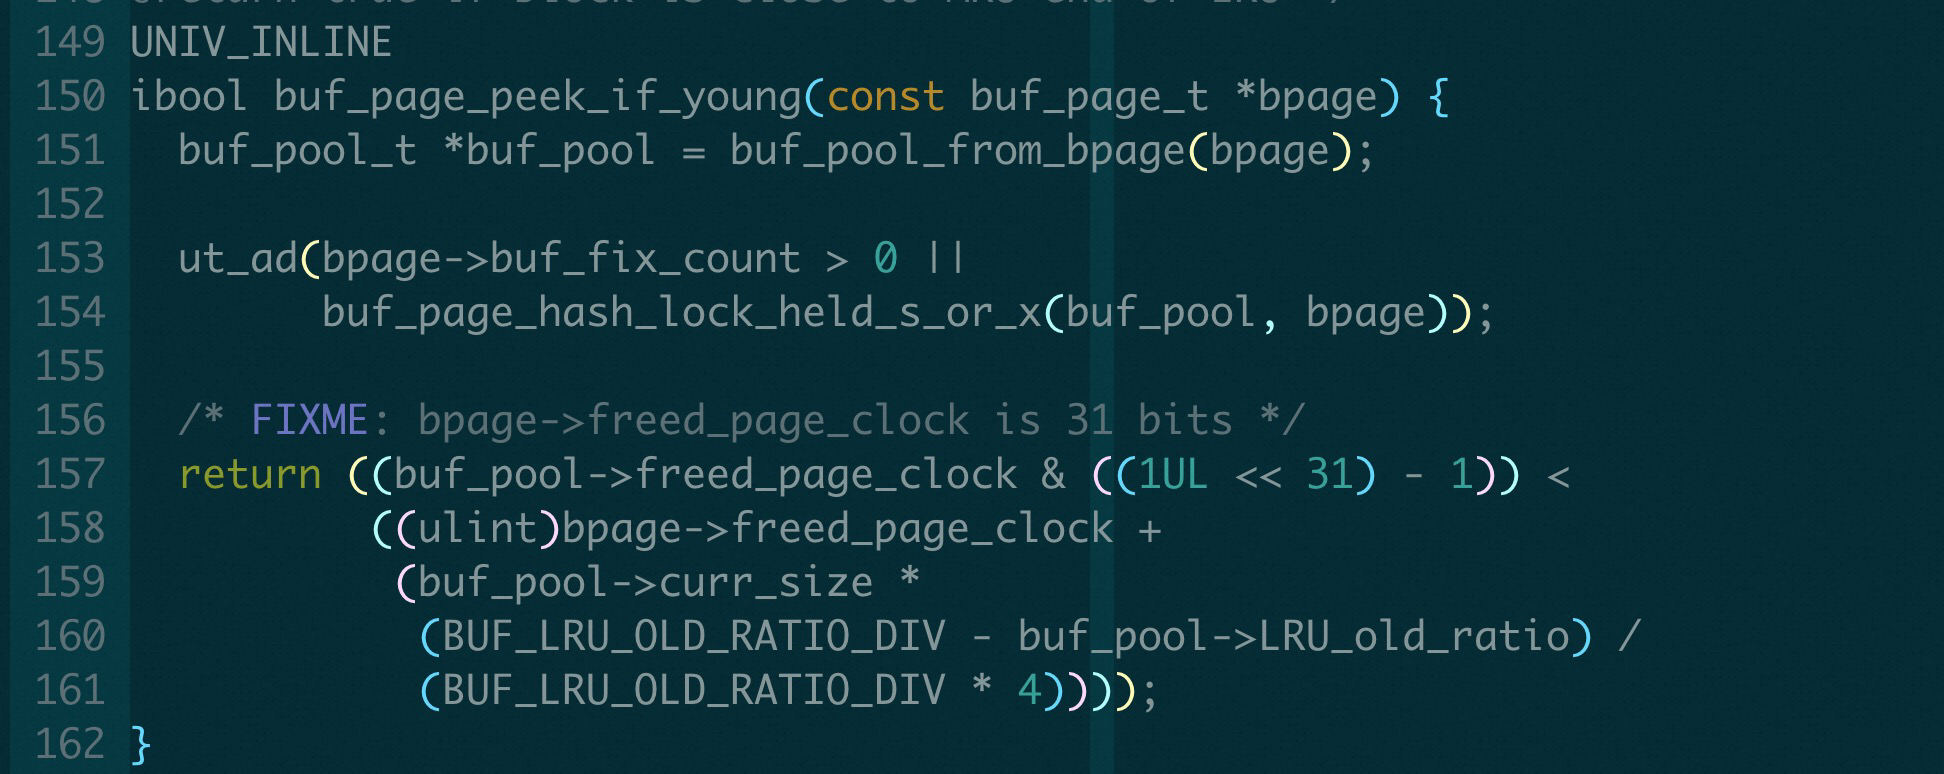 149 UNIV_INLINE
150 ibool buf_page_peek_if_young(const buf_page_t *bpage) {
151   buf_pool_t *buf_pool = buf_pool_from_bpage(bpage);
152
153   ut_ad(bpage->buf_fix_count > 0 ||
154         buf_page_hash_lock_held_s_or_x(buf_pool, bpage));
155
156   /* FIXME: bpage->freed_page_clock is 31 bits */
157   return ((buf_pool->freed_page_clock & ((1UL << 31) - 1)) <
158           ((ulint)bpage->freed_page_clock +
159            (buf_pool->curr_size *
160             (BUF_LRU_OLD_RATIO_DIV - buf_pool->LRU_old_ratio) /
161             (BUF_LRU_OLD_RATIO_DIV * 4))));
162 }